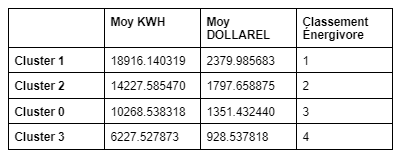 Moy KWH Moy DOLLAREL Classement Énergivore
Cluster 1 18916.140319 2379.985683 1
Cluster 2 14227.585470 1797.658875 2
Cluster 0 10268.538318 1351.432440 3
Cluster 3 6227.527873 928.537818 4